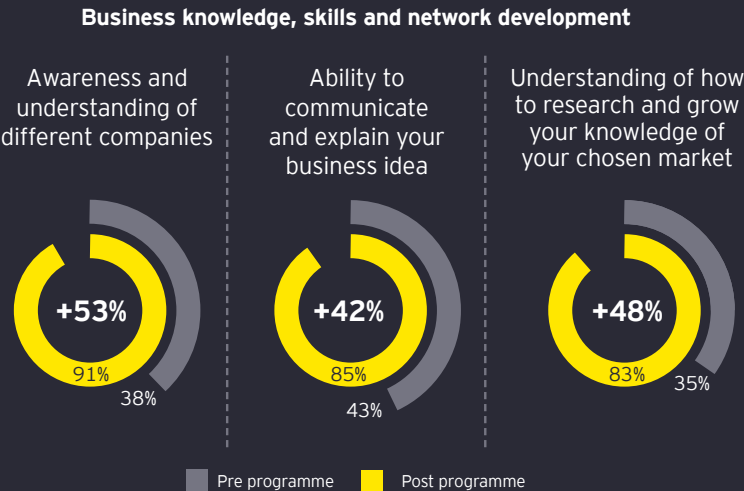 Business knowledge, skills and network development
Awareness and
understanding of
different companies
+53%
91%
38%
Ability to
communicate
and explain your
business idea
+42%
85%
43%
Understanding of how
to research and grow
your knowledge of
your chosen market
+48%
83%
35%
Pre programme
Post programme